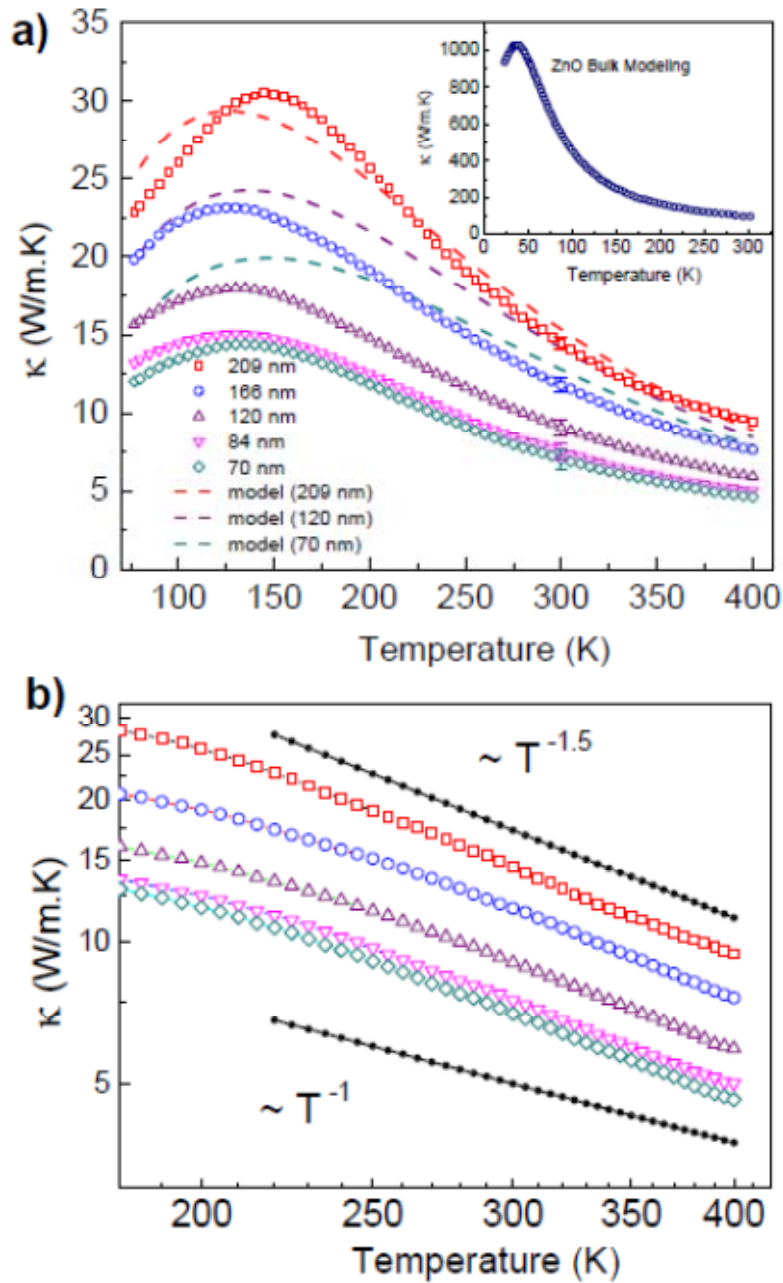 a)
35
30
25
20
15
10
5
0
κ (W/m.K)
100 150 200 250 300 350 400
Temperature (K)
209 nm
166 nm
120 nm
84 nm
70 nm
model (209 nm)
model (120 nm)
model (70 nm)
1000
800
600
400
200
0
κ (W/m.K)
ZnO Bulk Modeling
0 50 100 150 200 250 300
Temperature (K)
b)
30
25
20
15
10
5
κ (W/m.K)
~ T⁻¹·⁵
~ T⁻¹
200 250 300 350 400
Temperature (K)